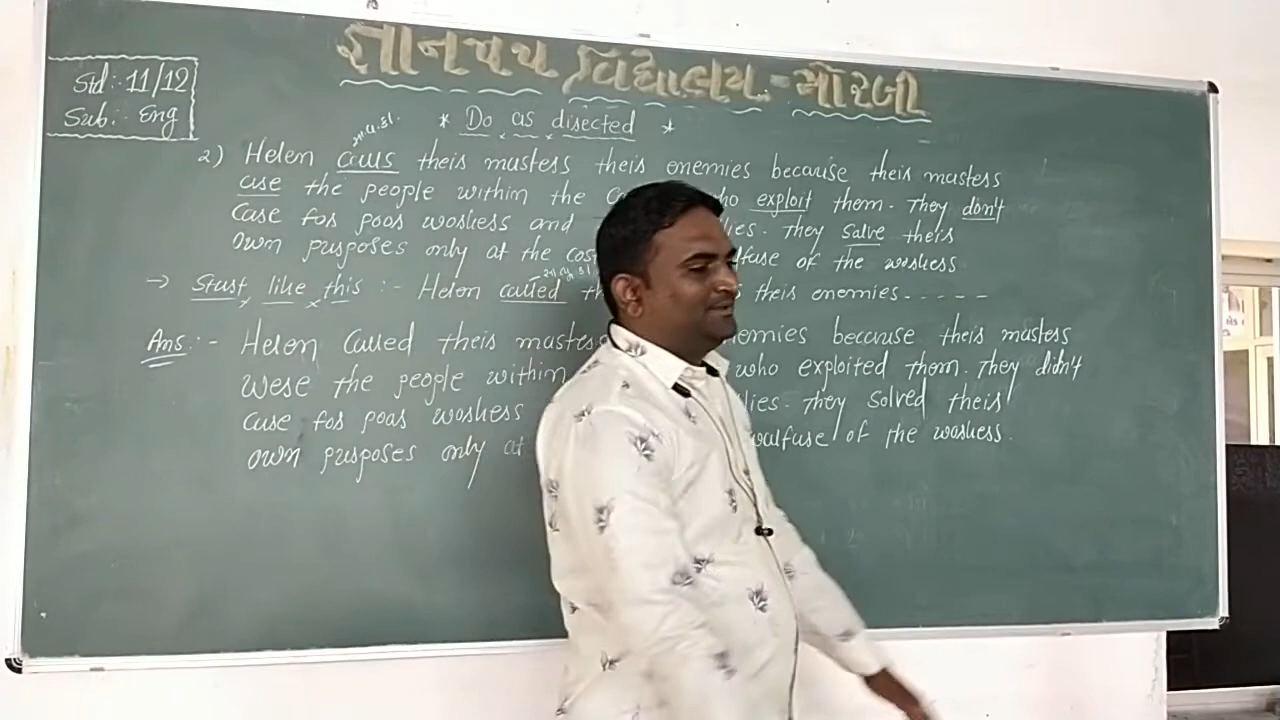 જ્ઞાનપથ વિદ્યાલય - મોરબી
Std:- 11/12
Sub:- Eng
* Do as directed *
2) Helen calls their masters their enemies because their masters
are the people within the who exploit them. They don't
care for poor workers and They solve their
own purposes only at the of the workers
→ Start like this :- Helen called their enemies-----
Ans:- Helen called their because their masters
were the people within who exploited them. They didn't
care for poor workers They solved their
own purposes only at of the workers.